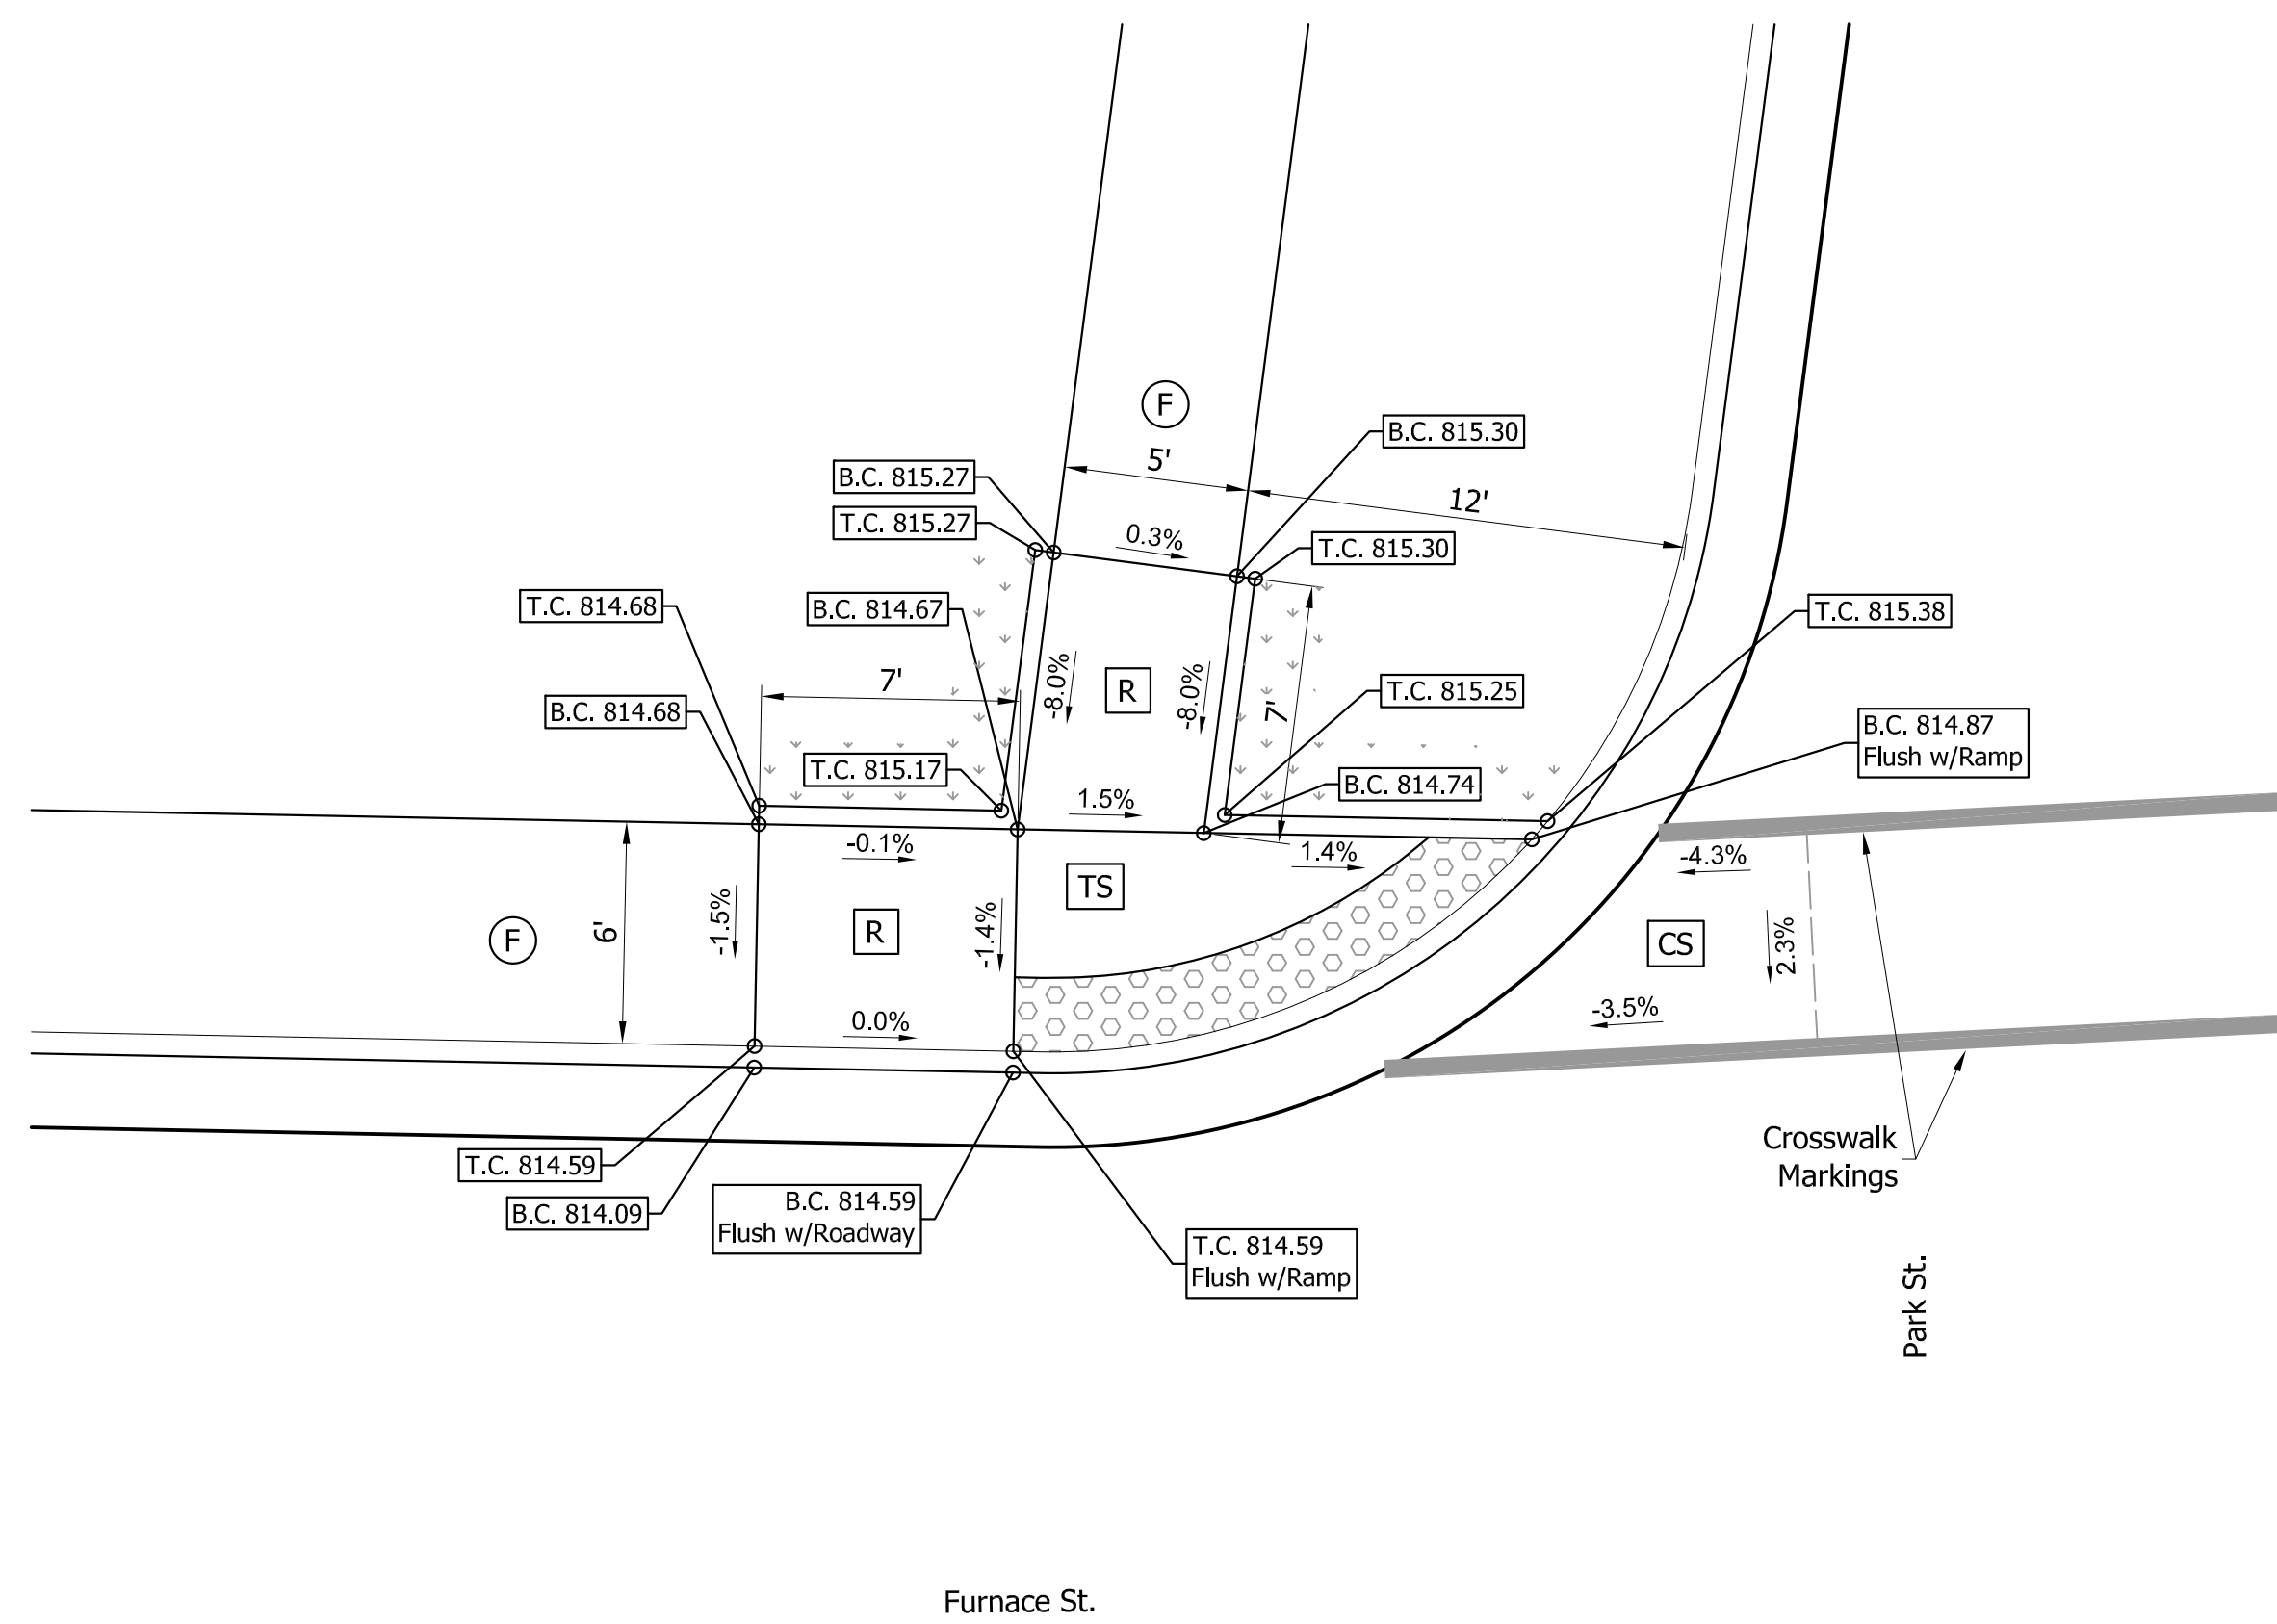 F
B.C. 815.30
5'
B.C. 815.27
12'
T.C. 815.27
0.3%
T.C. 815.30
T.C. 814.68
B.C. 814.67
T.C. 815.38
7'
-8.0%
R
-8.0%
7'
T.C. 815.25
B.C. 814.68
B.C. 814.87
Flush w/Ramp
T.C. 815.17
B.C. 814.74
1.5%
-0.1%
1.4%
-4.3%
TS
F
6'
-1.5%
R
-1.4%
CS
2.3%
0.0%
-3.5%
Crosswalk
Markings
T.C. 814.59
B.C. 814.09
B.C. 814.59
Flush w/Roadway
T.C. 814.59
Flush w/Ramp
Park St.
Furnace St.